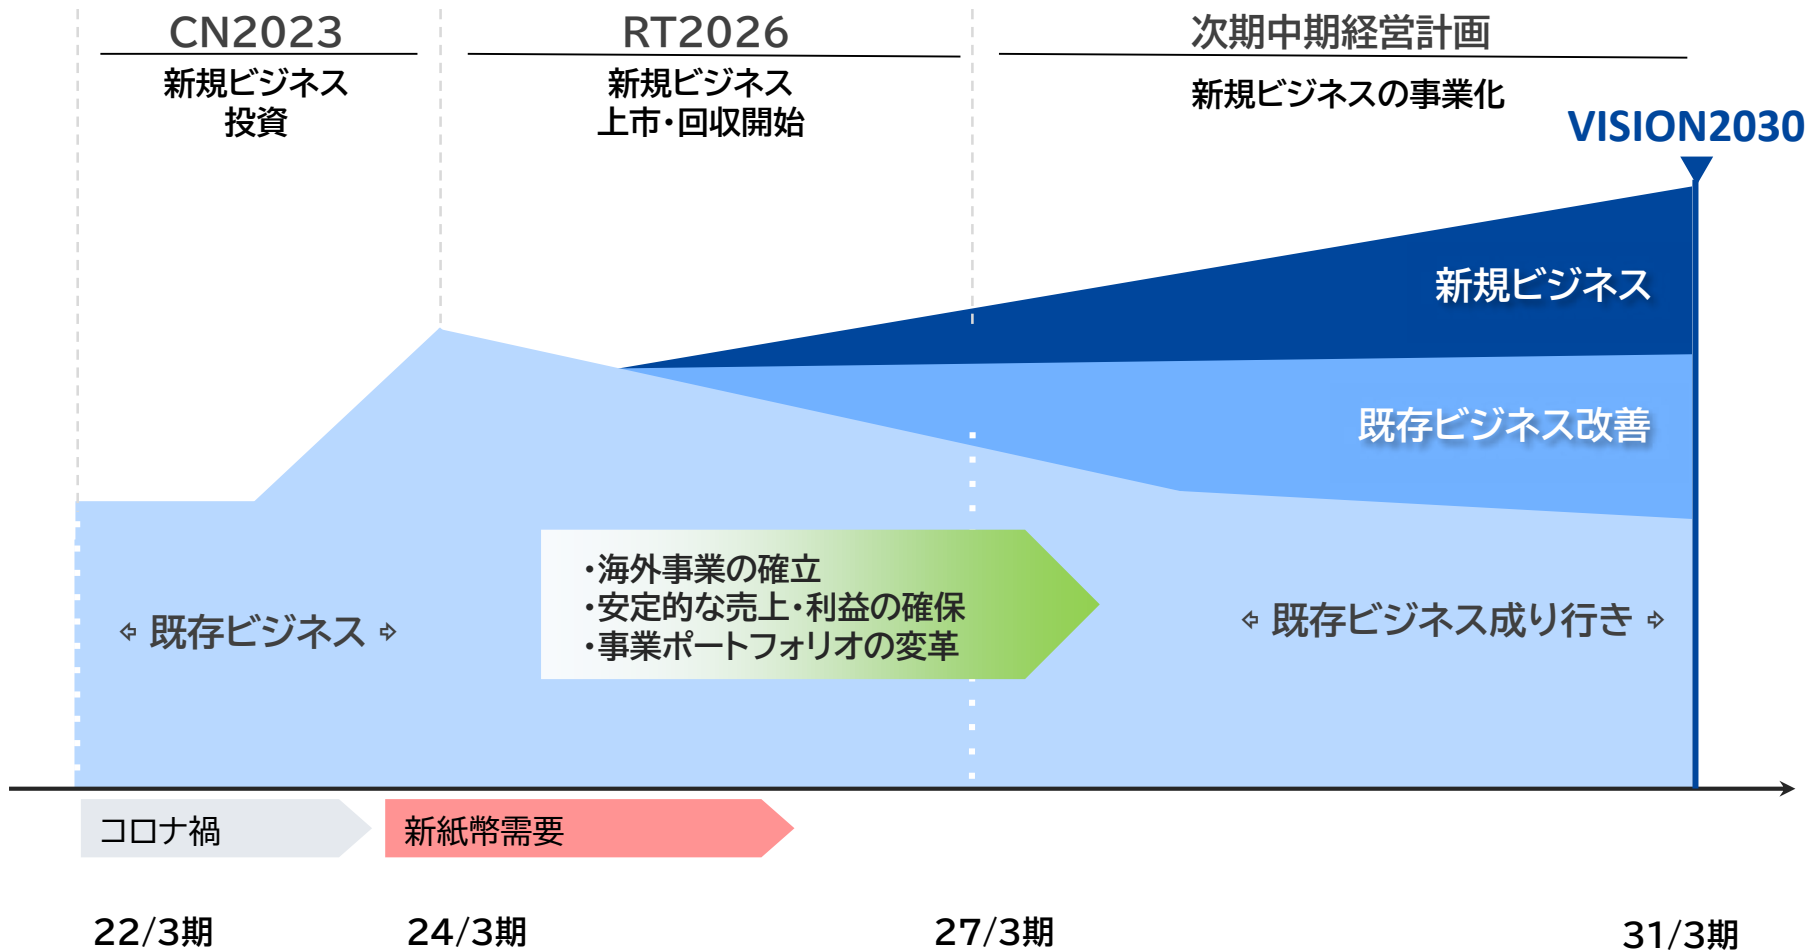 CN2023
新規ビジネス
投資
RT2026
新規ビジネス
上市・回収開始
次期中期経営計画
新規ビジネスの事業化
VISION2030
新規ビジネス
既存ビジネス改善
・海外事業の確立
・安定的な売上・利益の確保
・事業ポートフォリオの変革
既存ビジネス
既存ビジネス成り行き
コロナ禍
新紙幣需要
22/3期
24/3期
27/3期
31/3期